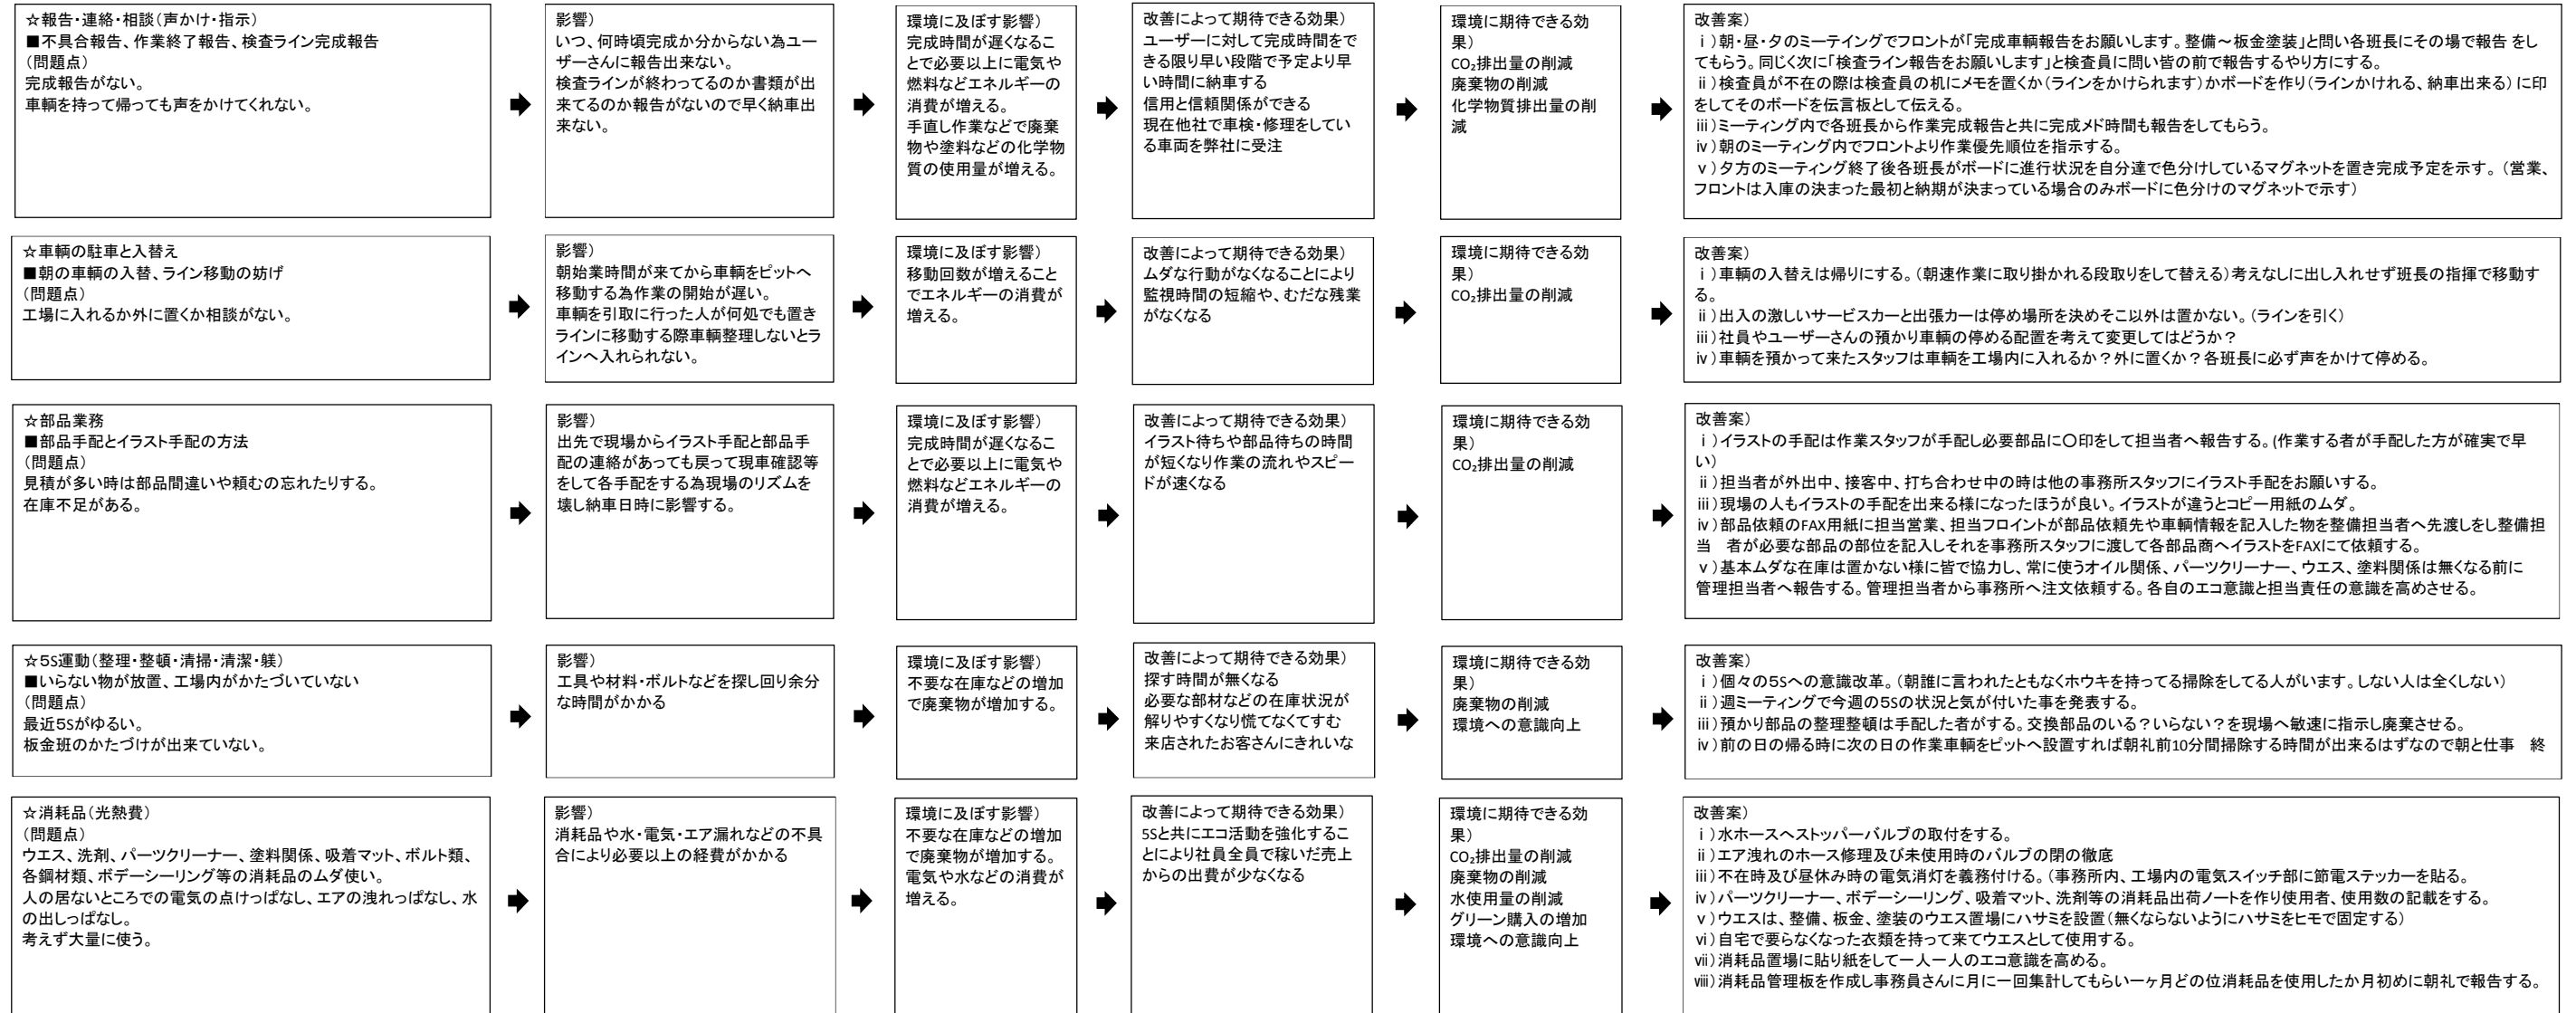 ☆報告・連絡・相談（声かけ・指示）
■不具合報告、作業終了報告、検査ライン完成報告
（問題点）
完成報告がない。
車輌を持って帰っても声をかけてくれない。
影響）
いつ、何時頃完成か分からない為ユー
ザーさんに報告出来ない。
検査ラインが終わってるのか書類が出
来てるのか報告がないので早く納車出
来ない。
環境に及ぼす影響）
完成時間が遅くなるこ
とで必要以上に電気や
燃料などエネルギーの
消費が増える。
手直し作業などで廃棄
物や塗料などの化学物
質の使用量が増える。
改善によって期待できる効果）
ユーザーに対して完成時間をで
きる限り早い段階で予定より早
い時間に納車する
信用と信頼関係ができる
現在他社で車検・修理をしてい
る車両を弊社に受注
環境に期待できる効
果）
CO₂排出量の削減
廃棄物の削減
化学物質排出量の削
減
改善案）
ⅰ）朝・昼・夕のミーテイングでフロントが「完成車輌報告をお願いします。整備～板金塗装」と問い各班長にその場で報告 をし
てもらう。同じく次に「検査ライン報告をお願いします」と検査員に問い皆の前で報告するやり方にする。
ⅱ）検査員が不在の際は検査員の机にメモを置くか（ラインをかけられます）かボードを作り（ラインかけれる、納車出来る）に印
をしてそのボードを伝言板として伝える。
ⅲ）ミーティング内で各班長から作業完成報告と共に完成メド時間も報告をしてもらう。
ⅳ）朝のミーティング内でフロントより作業優先順位を指示する。
ⅴ）夕方のミーティング終了後各班長がボードに進行状況を自分達で色分けしているマグネットを置き完成予定を示す。（営業、
フロントは入庫の決まった最初と納期が決まっている場合のみボードに色分けのマグネットで示す）
☆車輌の駐車と入替え
■朝の車輌の入替、ライン移動の妨げ
（問題点）
工場に入れるか外に置くか相談がない。
影響）
朝始業時間が来てから車輌をピットへ
移動する為作業の開始が遅い。
車輌を引取に行った人が何処でも置き
ラインに移動する際車輌整理しないとラ
インへ入れられない。
環境に及ぼす影響）
移動回数が増えること
でエネルギーの消費が
増える。
改善によって期待できる効果）
ムダな行動がなくなることにより
監視時間の短縮や、むだな残業
がなくなる
環境に期待できる効
果）
CO₂排出量の削減
改善案）
ⅰ）車輌の入替えは帰りにする。（朝速作業に取り掛かれる段取りをして替える）考えなしに出し入れせず班長の指揮で移動す
る。
ⅱ）出入の激しいサービスカーと出張カーは停め場所を決めそこ以外は置かない。（ラインを引く）
ⅲ）社員やユーザーさんの預かり車輌の停める配置を考えて変更してはどうか？
ⅳ）車輌を預かって来たスタッフは車輌を工場内に入れるか？外に置くか？各班長に必ず声をかけて停める。
☆部品業務
■部品手配とイラスト手配の方法
（問題点）
見積が多い時は部品間違いや頼むの忘れたりする。
在庫不足がある。
影響）
出先で現場からイラスト手配と部品手
配の連絡があっても戻って現車確認等
をして各手配をする為現場のリズムを
壊し納車日時に影響する。
環境に及ぼす影響）
完成時間が遅くなるこ
とで必要以上に電気や
燃料などエネルギーの
消費が増える。
改善によって期待できる効果）
イラスト待ちや部品待ちの時間
が短くなり作業の流れやスピー
ドが速くなる
環境に期待できる効
果）
CO₂排出量の削減
改善案）
ⅰ）イラストの手配は作業スタッフが手配し必要部品に〇印をして担当者へ報告する。(作業する者が手配した方が確実で早
い）
ⅱ）担当者が外出中、接客中、打ち合わせ中の時は他の事務所スタッフにイラスト手配をお願いする。
ⅲ）現場の人もイラストの手配を出来る様になったほうが良い。イラストが違うとコピー用紙のムダ。
ⅳ）部品依頼のFAX用紙に担当営業、担当フロイントが部品依頼先や車輌情報を記入した物を整備担当者へ先渡しをし整備担
当　者が必要な部品の部位を記入しそれを事務所スタッフに渡して各部品商へイラストをFAXにて依頼する。
ⅴ）基本ムダな在庫は置かない様に皆で協力し、常に使うオイル関係、パーツクリーナー、ウエス、塗料関係は無くなる前に
管理担当者へ報告する。管理担当者から事務所へ注文依頼する。各自のエコ意識と担当責任の意識を高めさせる。
☆5S運動（整理・整頓・清掃・清潔・躾）
■いらない物が放置、工場内がかたづいていない
（問題点）
最近5Sがゆるい。
板金班のかたづけが出来ていない。
影響）
工具や材料・ボルトなどを探し回り余分
な時間がかかる
環境に及ぼす影響）
不要な在庫などの増加
で廃棄物が増加する。
改善によって期待できる効果）
探す時間が無くなる
必要な部材などの在庫状況が
解りやすくなり慌てなくてすむ
来店されたお客さんにきれいな
環境に期待できる効
果）
廃棄物の削減
環境への意識向上
改善案）
ⅰ）個々の5Sへの意識改革。（朝誰に言われたともなくホウキを持ってる掃除をしてる人がいます。しない人は全くしない）
ⅱ）週ミーティングで今週の5Sの状況と気が付いた事を発表する。
ⅲ）預かり部品の整理整頓は手配した者がする。交換部品のいる？いらない？を現場へ敏速に指示し廃棄させる。
ⅳ）前の日の帰る時に次の日の作業車輌をピットへ設置すれば朝礼前10分間掃除する時間が出来るはずなので朝と仕事　終
☆消耗品（光熱費）
（問題点）
ウエス、洗剤、パーツクリーナー、塗料関係、吸着マット、ボルト類、
各鋼材類、ボデーシーリング等の消耗品のムダ使い。
人の居ないところでの電気の点けっぱなし、エアの洩れっぱなし、水
の出しっぱなし。
考えず大量に使う。
影響）
消耗品や水・電気・エア漏れなどの不具
合により必要以上の経費がかかる
環境に及ぼす影響）
不要な在庫などの増加
で廃棄物が増加する。
電気や水などの消費が
増える。
改善によって期待できる効果）
5Sと共にエコ活動を強化するこ
とにより社員全員で稼いだ売上
からの出費が少なくなる
環境に期待できる効
果）
CO₂排出量の削減
廃棄物の削減
水使用量の削減
グリーン購入の増加
環境への意識向上
改善案）
ⅰ）水ホースへストッパーバルブの取付をする。
ⅱ）エア洩れのホース修理及び未使用時のバルブの閉の徹底
ⅲ）不在時及び昼休み時の電気消灯を義務付ける。（事務所内、工場内の電気スイッチ部に節電ステッカーを貼る。
ⅳ）パーツクリーナー、ボデーシーリング、吸着マット、洗剤等の消耗品出荷ノートを作り使用者、使用数の記載をする。
ⅴ）ウエスは、整備、板金、塗装のウエス置場にハサミを設置（無くならないようにハサミをヒモで固定する）
ⅵ）自宅で要らなくなった衣類を持って来てウエスとして使用する。
ⅶ）消耗品置場に貼り紙をして一人一人のエコ意識を高める。
ⅷ）消耗品管理板を作成し事務員さんに月に一回集計してもらい一ヶ月どの位消耗品を使用したか月初めに朝礼で報告する。